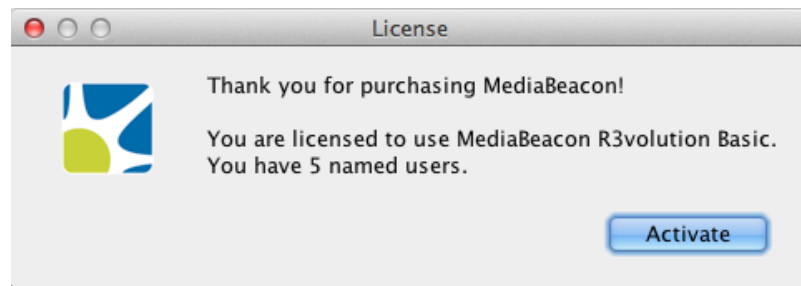 License
Thank you for purchasing MediaBeacon!
You are licensed to use MediaBeacon R3volution Basic.
You have 5 named users.
Activate